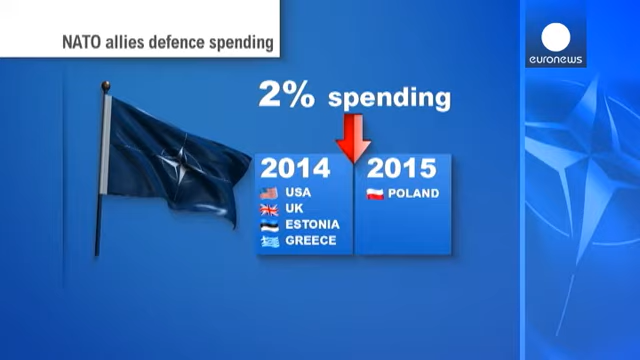 NATO allies defence spending
euronews
2% spending
2014
USA
UK
ESTONIA
GREECE
2015
POLAND